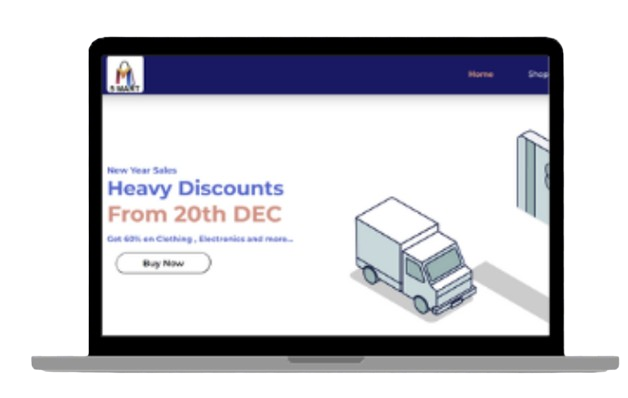 S MART
Home
Shop
New Year Sales
Heavy Discounts
From 20th DEC
Get 60% on Clothing , Electronics and more...
Buy Now